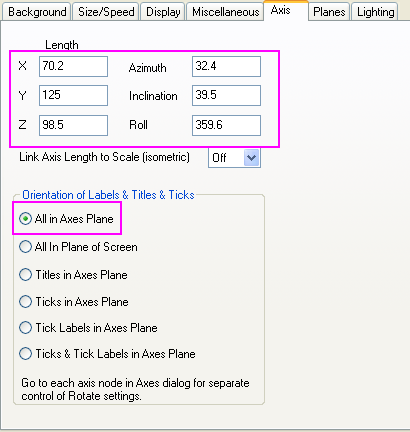 Background Size/Speed Display Miscellaneous Axis Planes Lighting
Length
X 70.2 Azimuth 32.4
Y 125 Inclination 39.5
Z 98.5 Roll 359.6
Link Axis Length to Scale (isometric) Off
Orientation of Labels & Titles & Ticks
All in Axes Plane
All In Plane of Screen
Titles in Axes Plane
Ticks in Axes Plane
Tick Labels in Axes Plane
Ticks & Tick Labels in Axes Plane
Go to each axis node in Axes dialog for separate
control of Rotate settings.